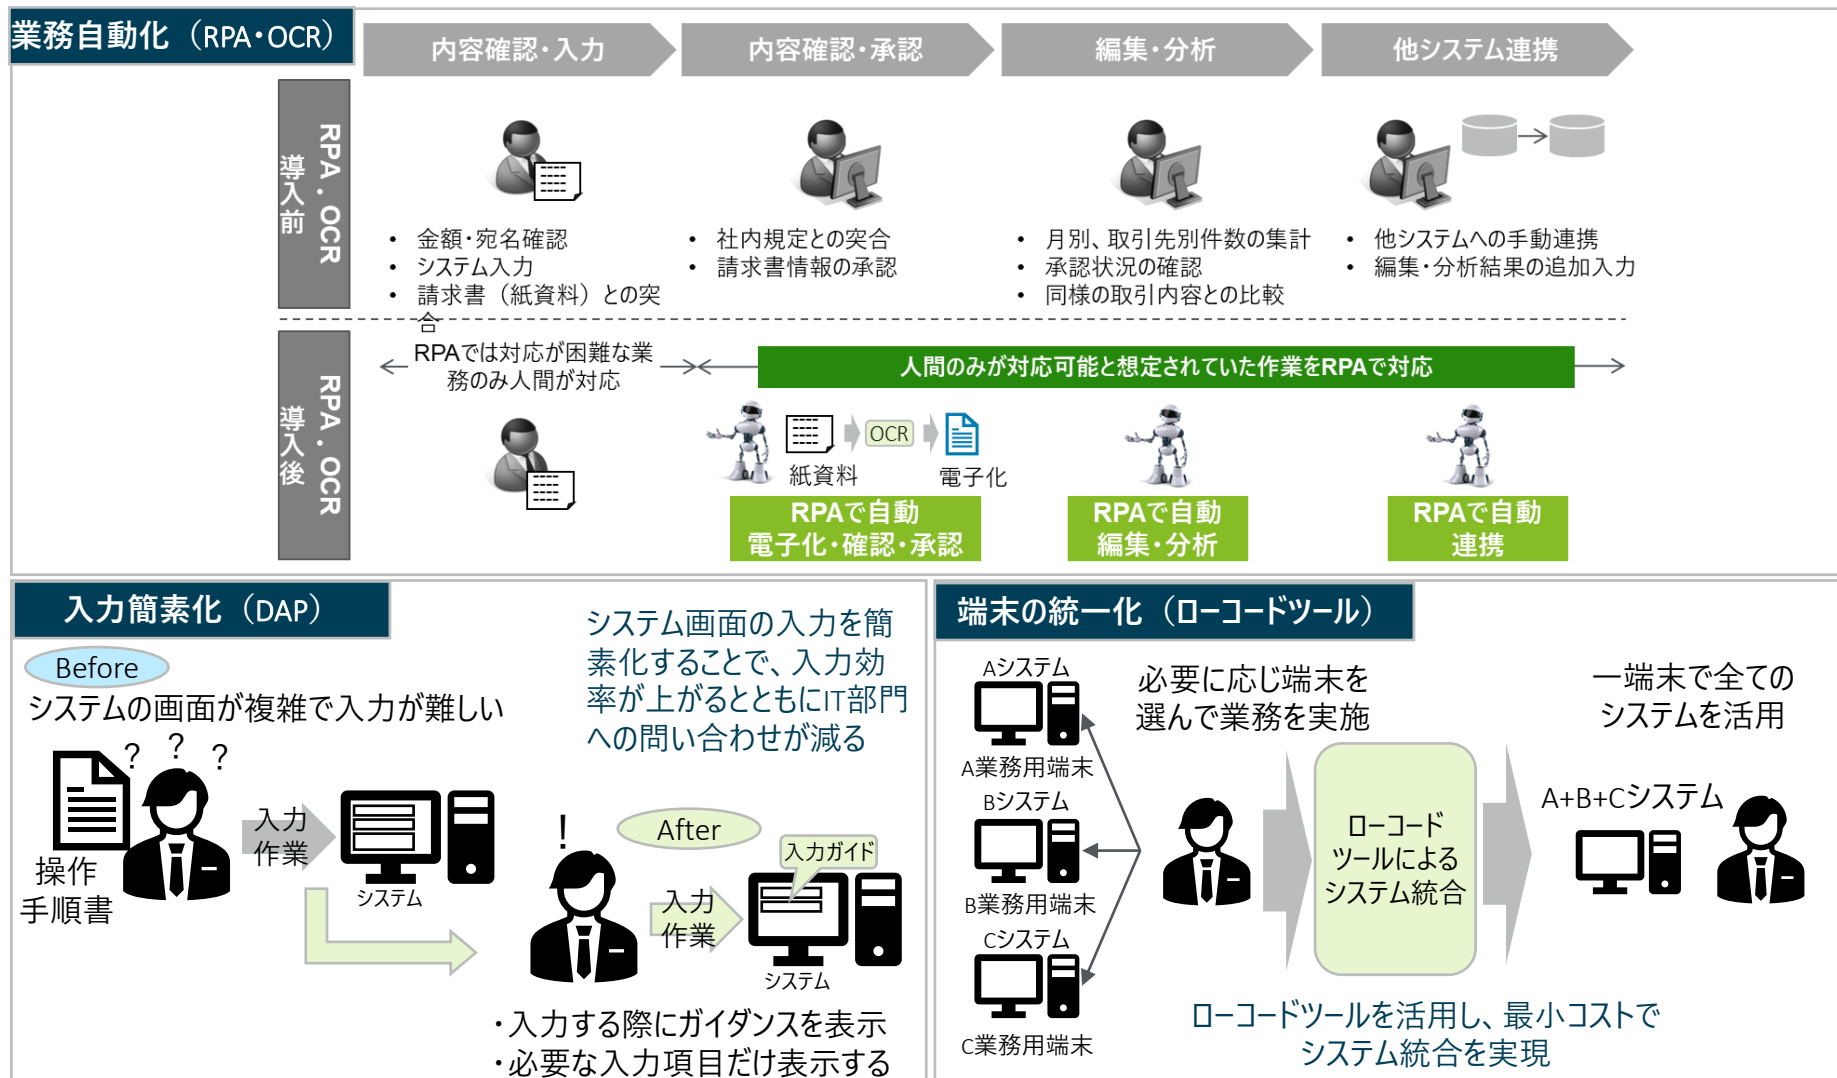 業務自動化（RPA・OCR）
内容確認・入力
内容確認・承認
編集・分析
他システム連携
RPA．OCR
導入前
• 金額・宛名確認
• システム入力
• 請求書（紙資料）との突
合
• 社内規定との突合
• 請求書情報の承認
• 月別、取引先別件数の集計
• 承認状況の確認
• 同様の取引内容との比較
• 他システムへの手動連携
• 編集・分析結果の追加入力
RPA．OCR
導入後
RPAでは対応が困難な業
務のみ人間が対応
人間のみが対応可能と想定されていた作業をRPAで対応
OCR
紙資料
電子化
RPAで自動
電子化・確認・承認
RPAで自動
編集・分析
RPAで自動
連携
入力簡素化（DAP）
Before
システムの画面が複雑で入力が難しい
システム画面の入力を簡
素化することで、入力効
率が上がるとともにIT部門
への問い合わせが減る
? ? ?
操作
手順書
入力
作業
システム
!
After
入力ガイド
入力
作業
システム
・入力する際にガイダンスを表示
・必要な入力項目だけ表示する
端末の統一化（ローコードツール）
Aシステム
A業務用端末
Bシステム
B業務用端末
Cシステム
C業務用端末
必要に応じ端末を
選んで業務を実施
ローコード
ツールによる
システム統合
一端末で全ての
システムを活用
A+B+Cシステム
ローコードツールを活用し、最小コストで
システム統合を実現